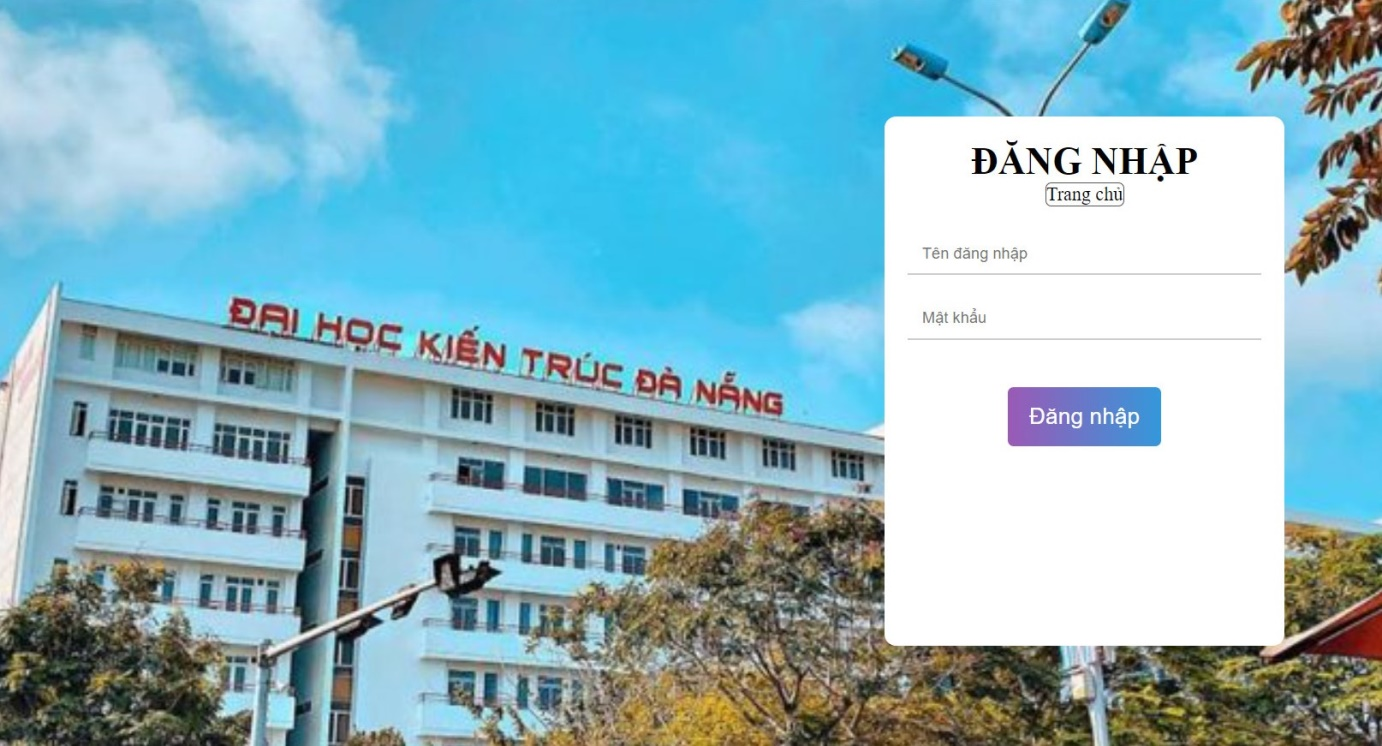 ĐẠI HỌC KIẾN TRÚC ĐÀ NẴNG
ĐĂNG NHẬP
Trang chủ
Tên đăng nhập
Mật khẩu
Đăng nhập